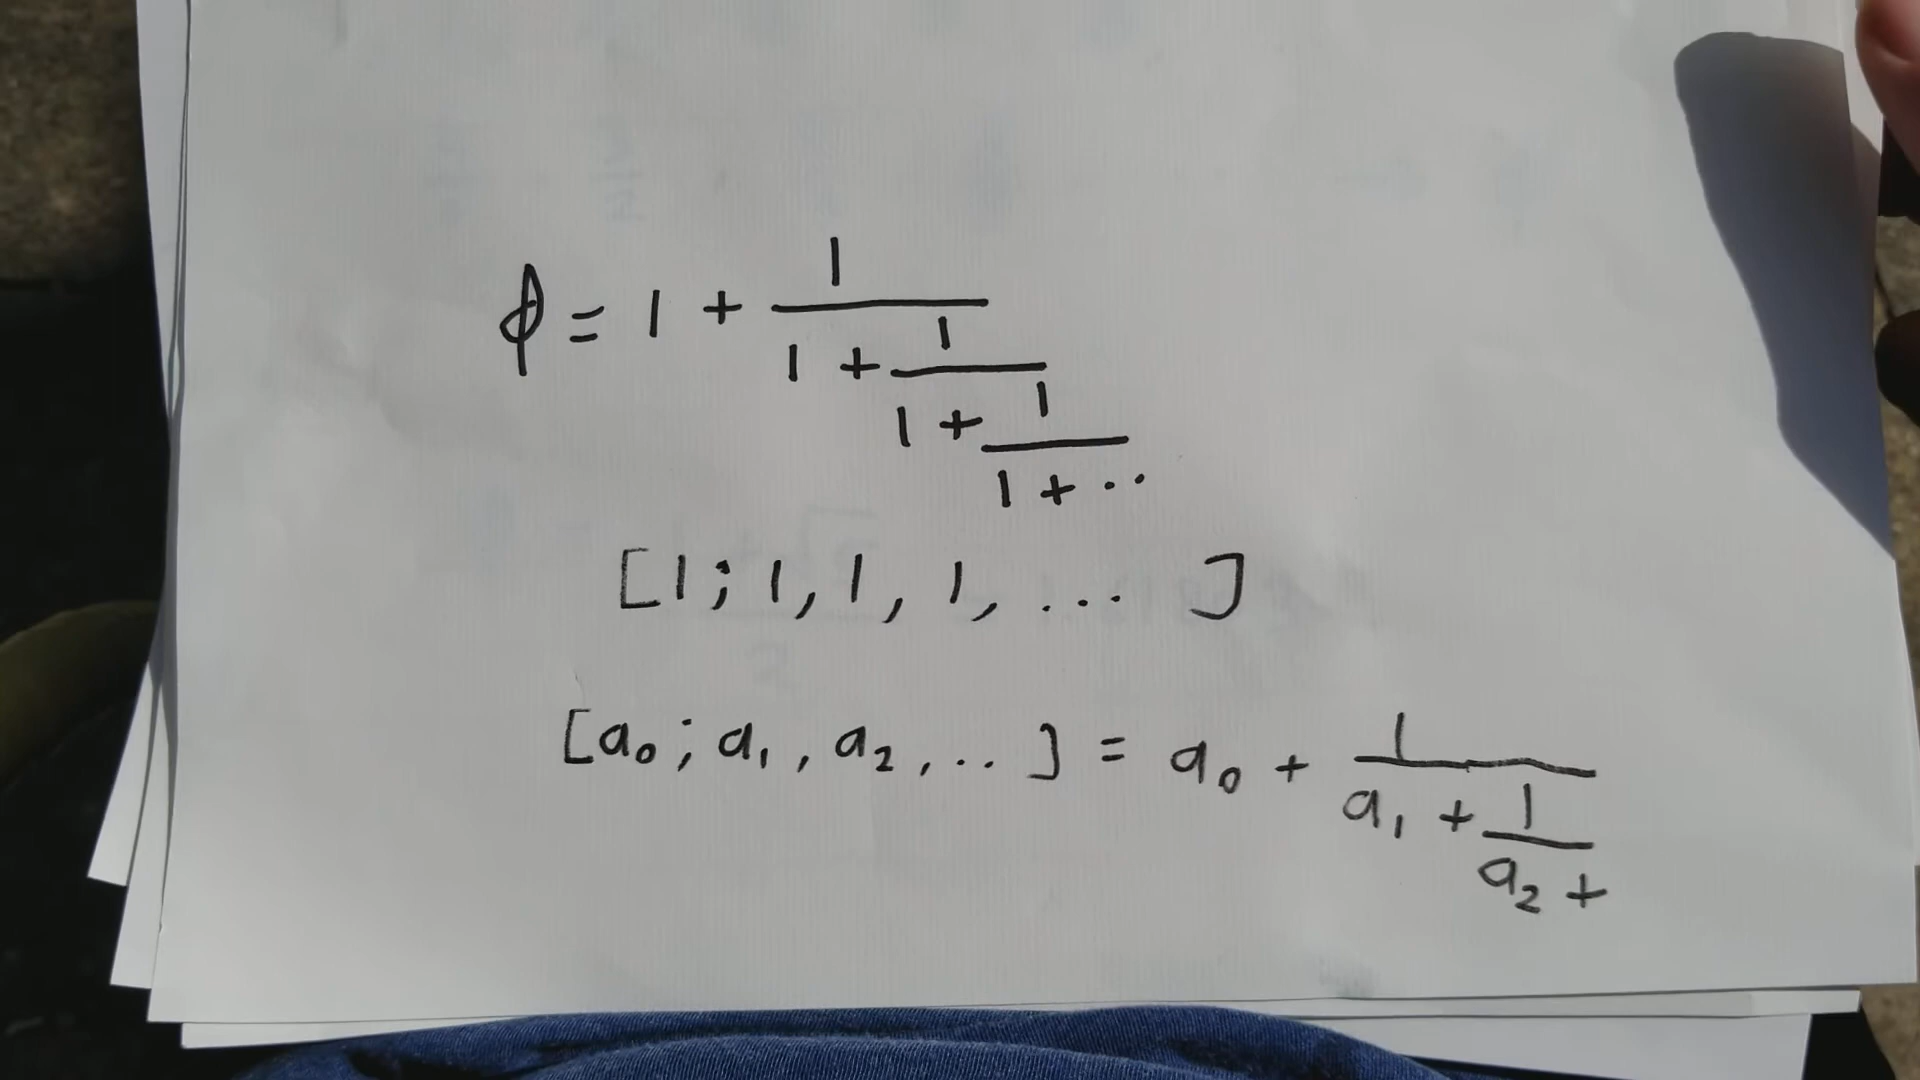 ϕ = 1 + 1
1 + 1
1 + 1
1 + ..
[1; 1, 1, 1, ... ]
[a₀; a₁, a₂, .. ] = a₀ + 1
a₁ + 1
a₂ +